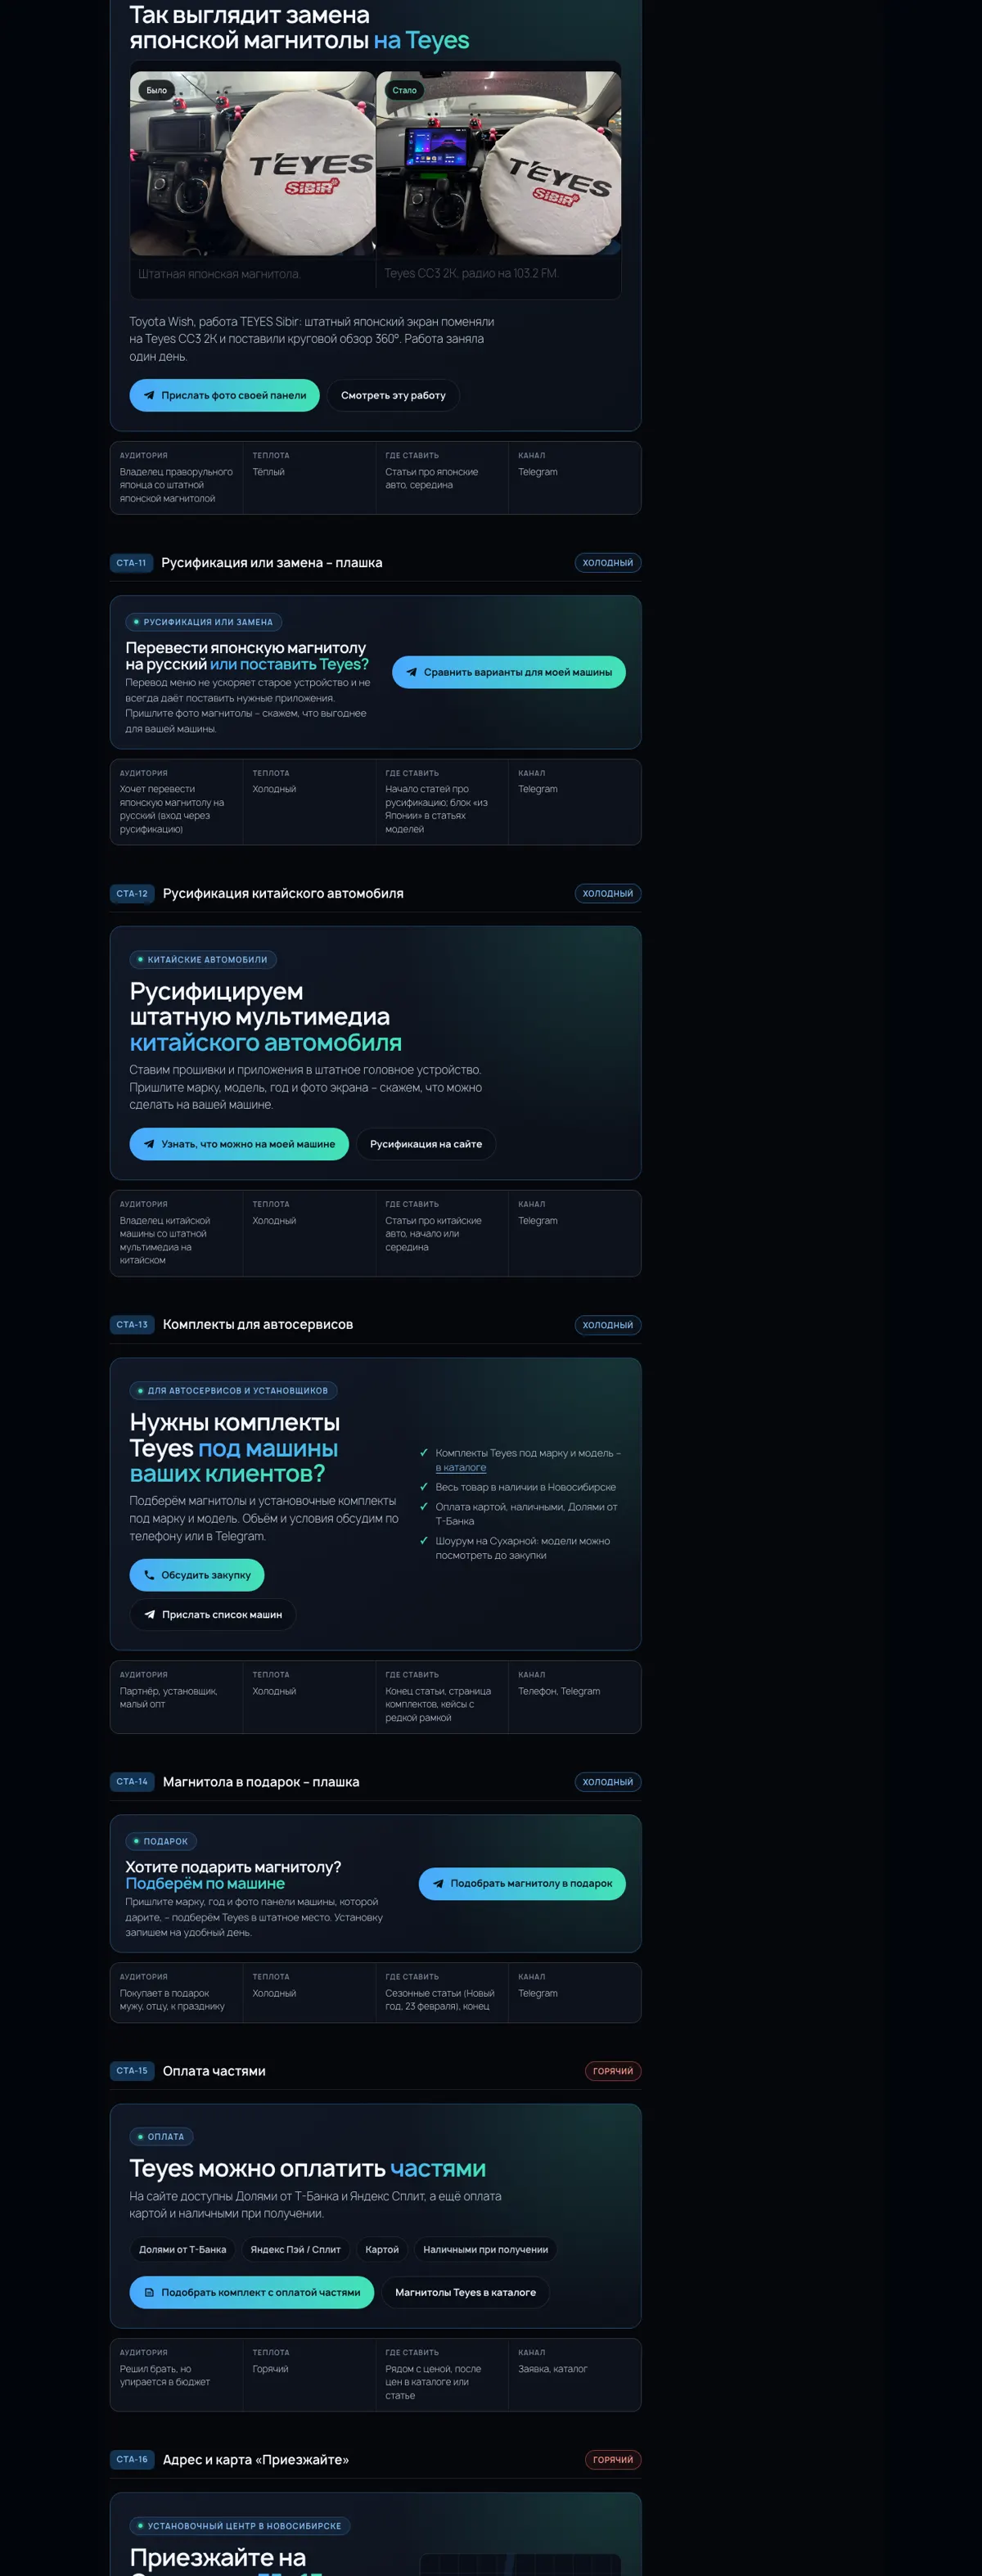 Так выглядит замена
японской магнитолы на Teyes
Было
Стало
TEYES
SiBiR
TEYES
SiBiR
Штатная японская магнитола.
Teyes CC3 2K, радио на 103.2 FM.
Toyota Wish, работа TEYES Sibir: штатный японский экран поменяли
на Teyes CC3 2K и поставили круговой обзор 360°. Работа заняла
один день.
Прислать фото своей панели
Смотреть эту работу
АУДИТОРИЯ
Владелец праворульного
японца со штатной
японской магнитолой
ТЕПЛОТА
Тёплый
ГДЕ СТАВИТЬ
Статьи про японские
авто, середина
КАНАЛ
Telegram
CTA-11
Русификация или замена – плашка
ХОЛОДНЫЙ
РУСИФИКАЦИЯ ИЛИ ЗАМЕНА
Перевести японскую магнитолу
на русский или поставить Teyes?
Перевод меню не ускоряет старое устройство и не
всегда даёт поставить нужные приложения.
Пришлите фото магнитолы – скажем, что выгоднее
для вашей машины.
Сравнить варианты для моей машины
АУДИТОРИЯ
Хочет перевести
японскую магнитолу на
русский (вход через
русификацию)
ТЕПЛОТА
Холодный
ГДЕ СТАВИТЬ
Начало статей про
русификацию; блок «из
Японии» в статьях
моделей
КАНАЛ
Telegram
CTA-12
Русификация китайского автомобиля
ХОЛОДНЫЙ
КИТАЙСКИЕ АВТОМОБИЛИ
Русифицируем
штатную мультимедиа
китайского автомобиля
Ставим прошивки и приложения в штатное головное устройство.
Пришлите марку, модель, год и фото экрана – скажем, что можно
сделать на вашей машине.
Узнать, что можно на моей машине
Русификация на сайте
АУДИТОРИЯ
Владелец китайской
машины со штатной
мультимедиа на
китайском
ТЕПЛОТА
Холодный
ГДЕ СТАВИТЬ
Статьи про китайские
авто, начало или
середина
КАНАЛ
Telegram
CTA-13
Комплекты для автосервисов
ХОЛОДНЫЙ
ДЛЯ АВТОСЕРВИСОВ И УСТАНОВЩИКОВ
Нужны комплекты
Teyes под машины
ваших клиентов?
Подберём магнитолы и установочные комплекты
под марку и модель. Объём и условия обсудим по
телефону или в Telegram.
Обсудить закупку
Прислать список машин
✓ Комплекты Teyes под марку и модель –
в каталоге
✓ Весь товар в наличии в Новосибирске
✓ Оплата картой, наличными, Долями от
Т-Банка
✓ Шоурум на Сухарной: модели можно
посмотреть до закупки
АУДИТОРИЯ
Партнёр, установщик,
малый опт
ТЕПЛОТА
Холодный
ГДЕ СТАВИТЬ
Конец статьи, страница
комплектов, кейсы с
редкой рамкой
КАНАЛ
Телефон, Telegram
CTA-14
Магнитола в подарок – плашка
ХОЛОДНЫЙ
ПОДАРОК
Хотите подарить магнитолу?
Подберём по машине
Пришлите марку, год и фото панели машины, которой
дарите, – подберём Teyes в штатное место. Установку
запишем на удобный день.
Подобрать магнитолу в подарок
АУДИТОРИЯ
Покупает в подарок
мужу, отцу, к празднику
ТЕПЛОТА
Холодный
ГДЕ СТАВИТЬ
Сезонные статьи (Новый
год, 23 февраля), конец
КАНАЛ
Telegram
CTA-15
Оплата частями
ГОРЯЧИЙ
ОПЛАТА
Teyes можно оплатить частями
На сайте доступны Долями от Т-Банка и Яндекс Сплит, а ещё оплата
картой и наличными при получении.
Долями от Т-Банка
Яндекс Пэй / Сплит
Картой
Наличными при получении
Подобрать комплект с оплатой частями
Магнитолы Teyes в каталоге
АУДИТОРИЯ
Решил брать, но
упирается в бюджет
ТЕПЛОТА
Горячий
ГДЕ СТАВИТЬ
Рядом с ценой, после
цен в каталоге или
статье
КАНАЛ
Заявка, каталог
CTA-16
Адрес и карта «Приезжайте»
ГОРЯЧИЙ
УСТАНОВОЧНЫЙ ЦЕНТР В НОВОСИБИРСКЕ
Приезжайте на